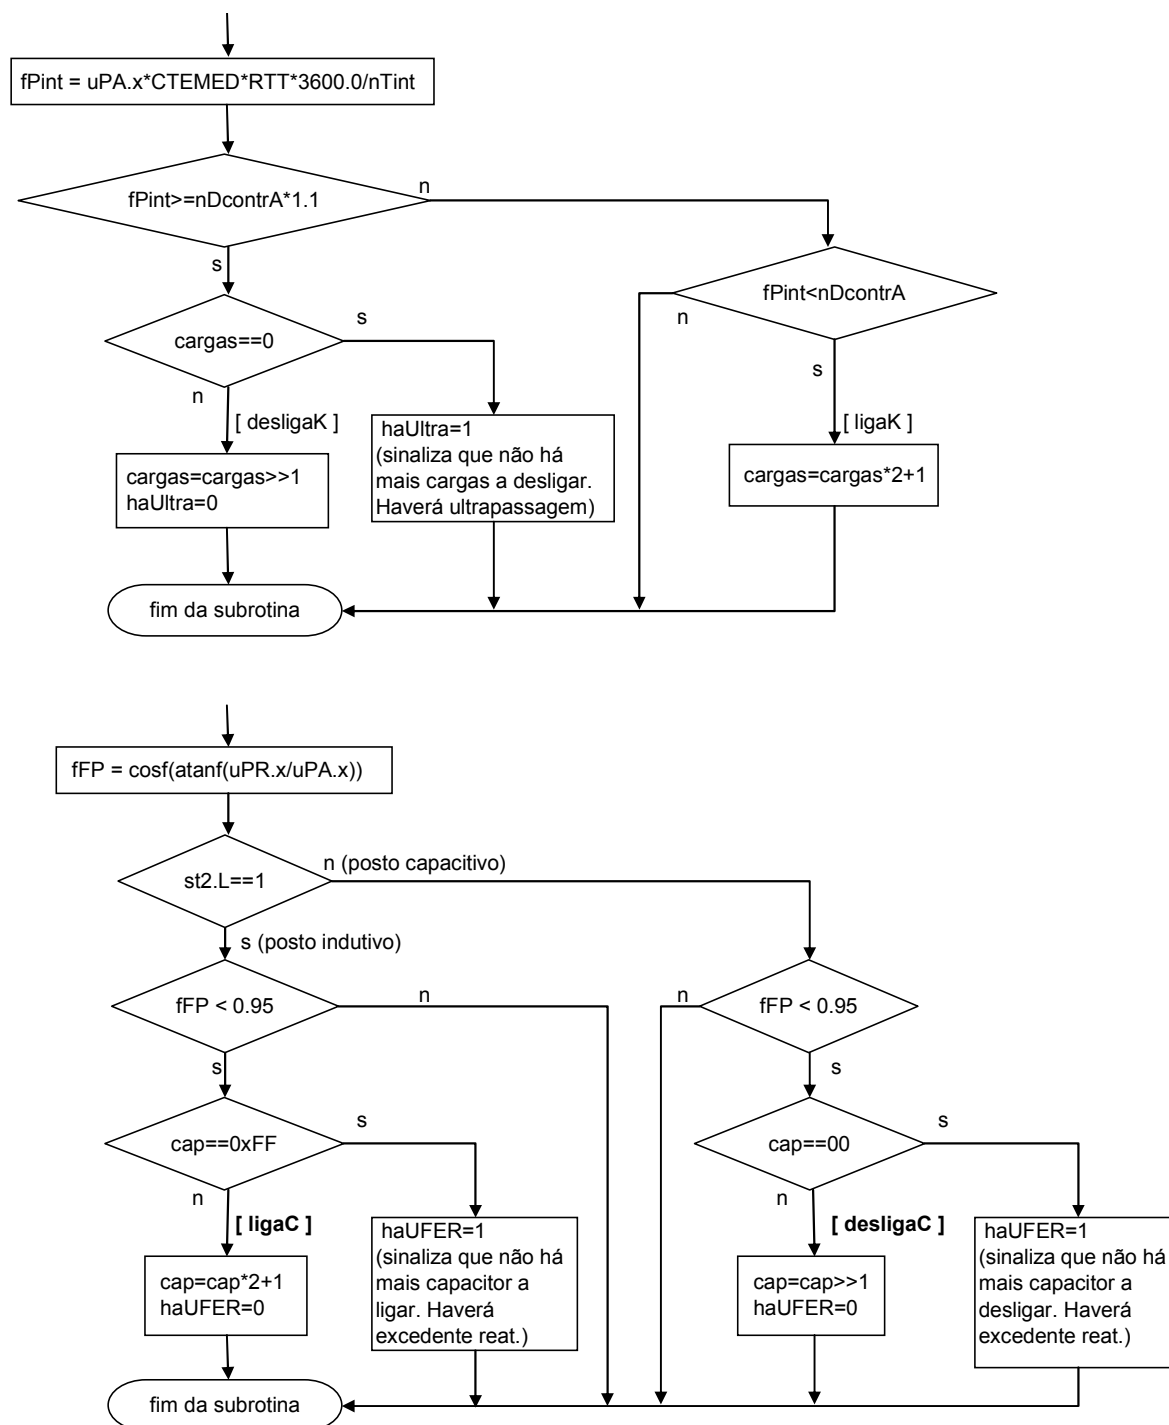 fPint = uPA.x*CTEMED*RTT*3600.0/nTint
fPint>=nDcontrA*1.1
n
s
fPint<nDcontrA
n
s
cargas==0
s
n
[ desligaK ]
[ ligaK ]
haUltra=1
(sinaliza que não há
mais cargas a desligar.
Haverá ultrapassagem)
cargas=cargas>>1
haUltra=0
cargas=cargas*2+1
fim da subrotina
fFP = cosf(atanf(uPR.x/uPA.x))
st2.L==1
n (posto capacitivo)
s (posto indutivo)
fFP < 0.95
n
n
fFP < 0.95
s
s
cap==0xFF
s
n
cap==00
s
n
[ ligaC ]
[ desligaC ]
cap=cap*2+1
haUFER=0
haUFER=1
(sinaliza que não há
mais capacitor a
ligar. Haverá
excedente reat.)
cap=cap>>1
haUFER=0
haUFER=1
(sinaliza que não há
mais capacitor a
desligar. Haverá
excedente reat.)
fim da subrotina